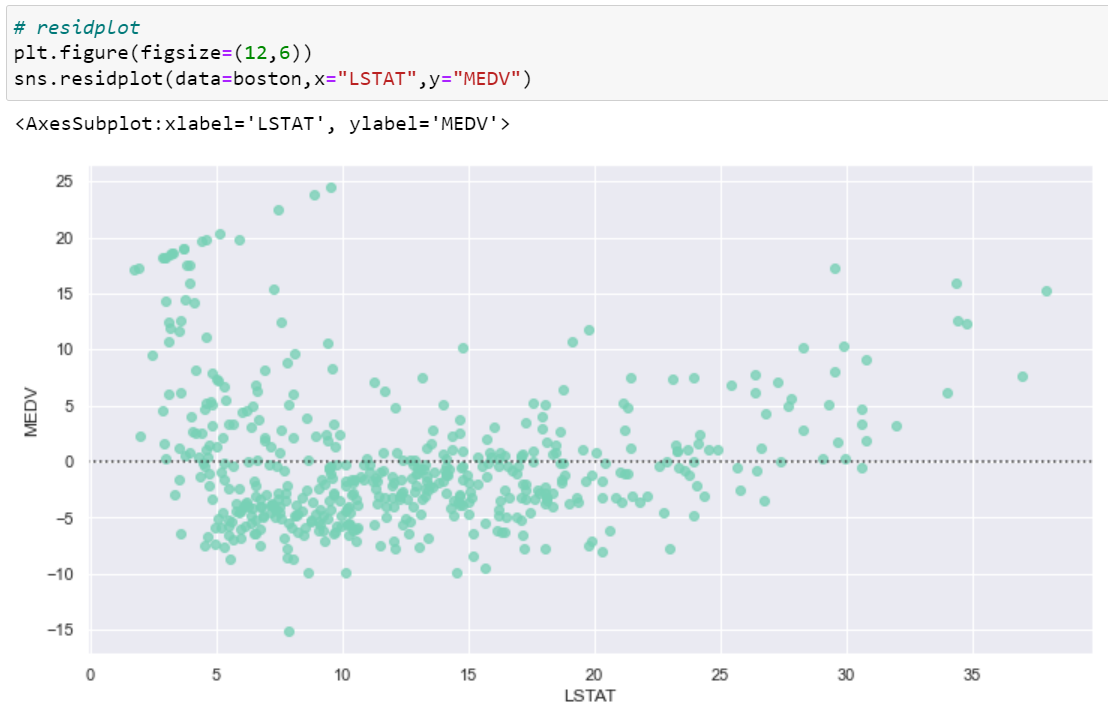 # residplot
plt.figure(figsize=(12,6))
sns.residplot(data=boston,x="LSTAT",y="MEDV")
<AxesSubplot:xlabel='LSTAT', ylabel='MEDV'>
25
20
15
10
5
0
−5
−10
−15
MEDV
0 5 10 15 20 25 30 35
LSTAT